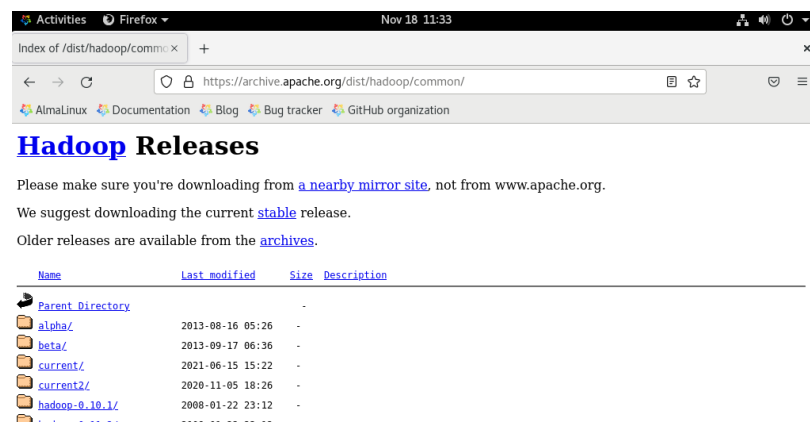 Activities Firefox Nov 18 11:33
Index of /dist/hadoop/commo
https://archive.apache.org/dist/hadoop/common/
AlmaLinux Documentation Blog Bug tracker GitHub organization
Hadoop Releases
Please make sure you're downloading from a nearby mirror site, not from www.apache.org.
We suggest downloading the current stable release.
Older releases are available from the archives.
Name Last modified Size Description
Parent Directory -
alpha/ 2013-08-16 05:26 -
beta/ 2013-09-17 06:36 -
current/ 2021-06-15 15:22 -
current2/ 2020-11-05 18:26 -
hadoop-0.10.1/ 2008-01-22 23:12 -